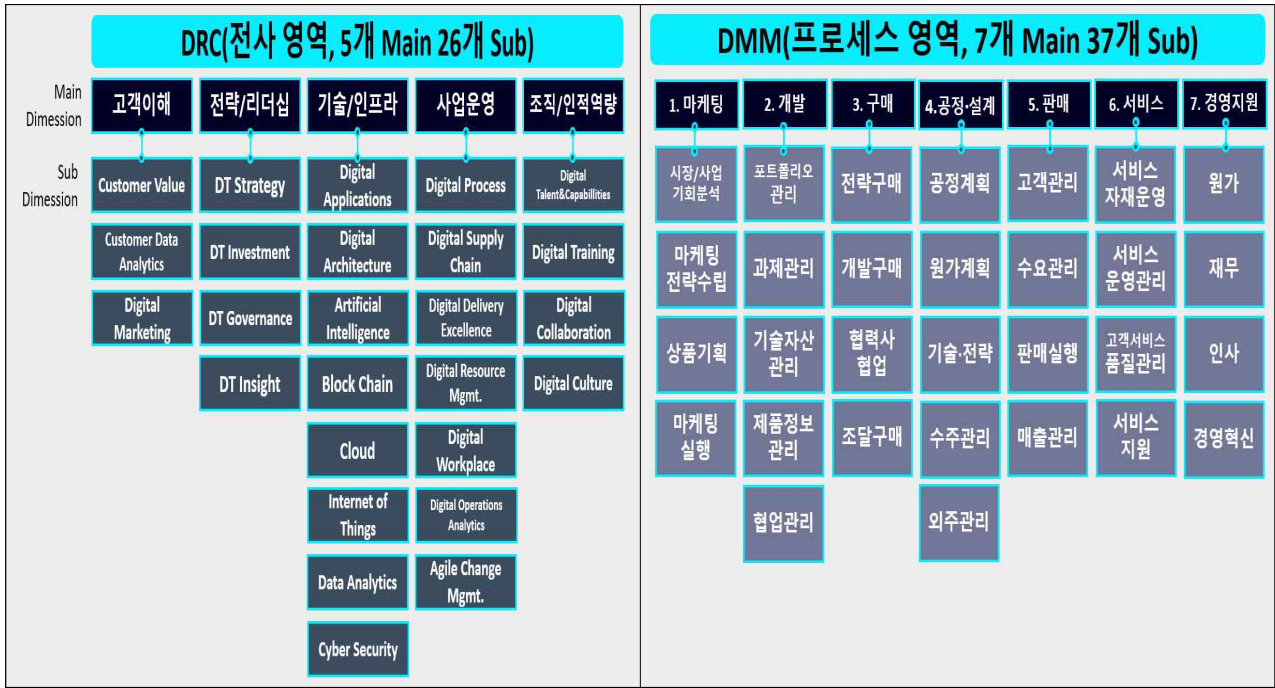 DRC(전사 영역, 5개 Main 26개 Sub)
Main
Dimession
고객이해
전략/리더십
기술/인프라
사업운영
조직/인적역량
Sub
Dimession
Customer Value
DT Strategy
Digital
Applications
Digital Process
Digital
Talent&Capabillities
Customer Data
Analytics
DT Investment
Digital
Architecture
Digital Supply
Chain
Digital Training
Digital
Marketing
DT Governance
Artificial
Intelligence
Digital Delivery
Excellence
Digital
Collaboration
DT Insight
Block Chain
Digital Resource
Mgmt.
Digital Culture
Cloud
Digital
Workplace
Internet of
Things
Digital Operations
Analytics
Data Analytics
Agile Change
Mgmt.
Cyber Security
DMM(프로세스 영역, 7개 Main 37개 Sub)
1. 마케팅
2. 개발
3. 구매
4.공정·설계
5. 판매
6. 서비스
7. 경영지원
시장/사업
기회분석
포트폴리오
관리
전략구매
공정계획
고객관리
서비스
자재운영
원가
마케팅
전략수립
과제관리
개발구매
원가계획
수요관리
서비스
운영관리
재무
상품기획
기술자산
관리
협력사
협업
기술·전략
판매실행
고객서비스
품질관리
인사
마케팅
실행
제품정보
관리
조달구매
수주관리
매출관리
서비스
지원
경영혁신
협업관리
외주관리